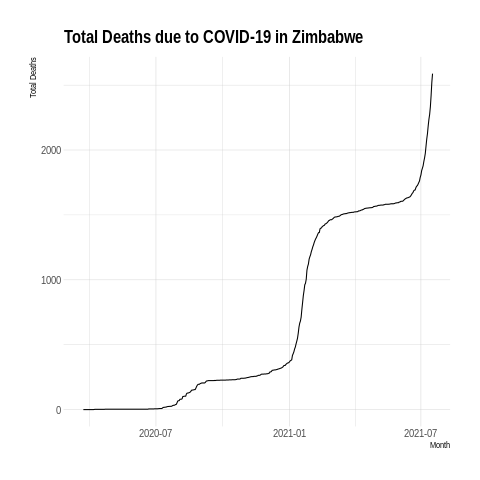 Total Deaths due to COVID-19 in Zimbabwe
Total Deaths
2000
1000
0
2020-07
2021-01
2021-07
Month